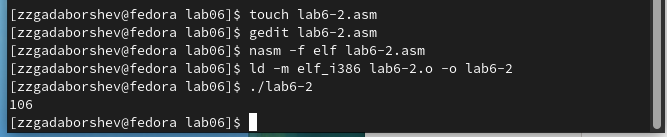 [zzgadaborshev@fedora lab06]$ touch lab6-2.asm
[zzgadaborshev@fedora lab06]$ gedit lab6-2.asm
[zzgadaborshev@fedora lab06]$ nasm -f elf lab6-2.asm
[zzgadaborshev@fedora lab06]$ ld -m elf_i386 lab6-2.o -o lab6-2
[zzgadaborshev@fedora lab06]$ ./lab6-2
106
[zzgadaborshev@fedora lab06]$